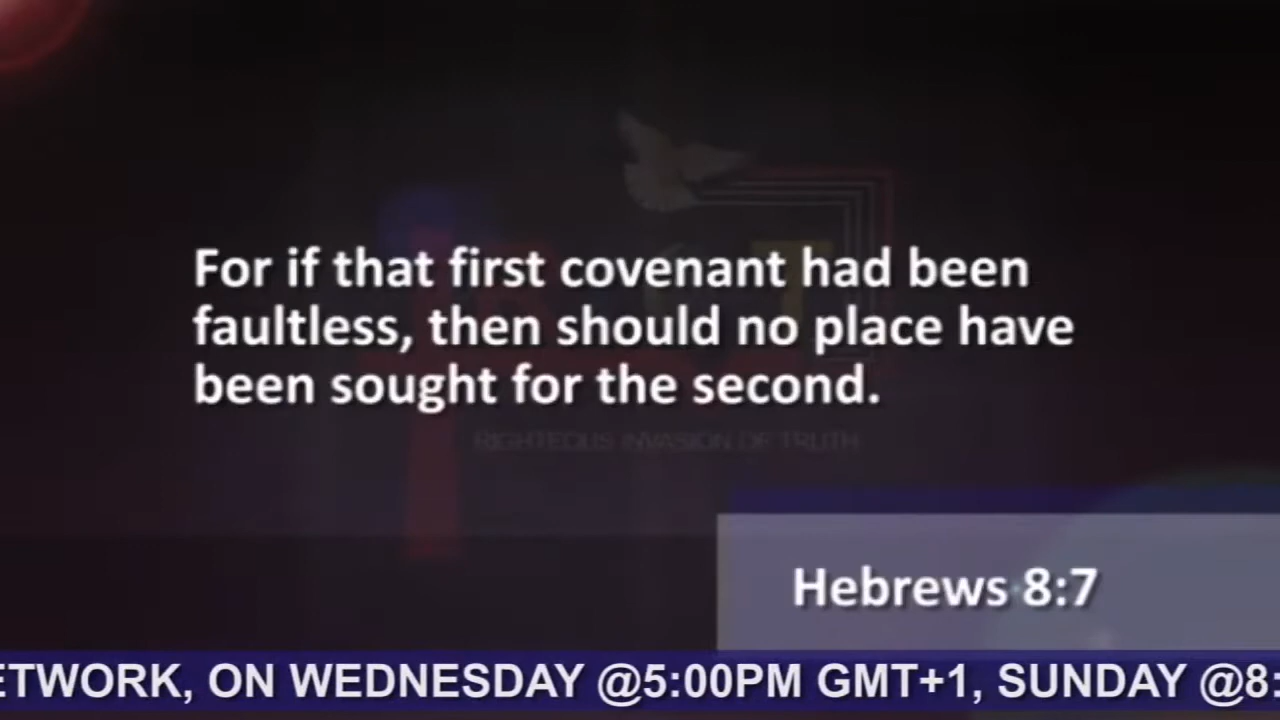 For if that first covenant had been
faultless, then should no place have
been sought for the second.
RIGHTEOUS INVASION OF TRUTH
Hebrews 8:7
ETWORK, ON WEDNESDAY @5:00PM GMT+1, SUNDAY @8: